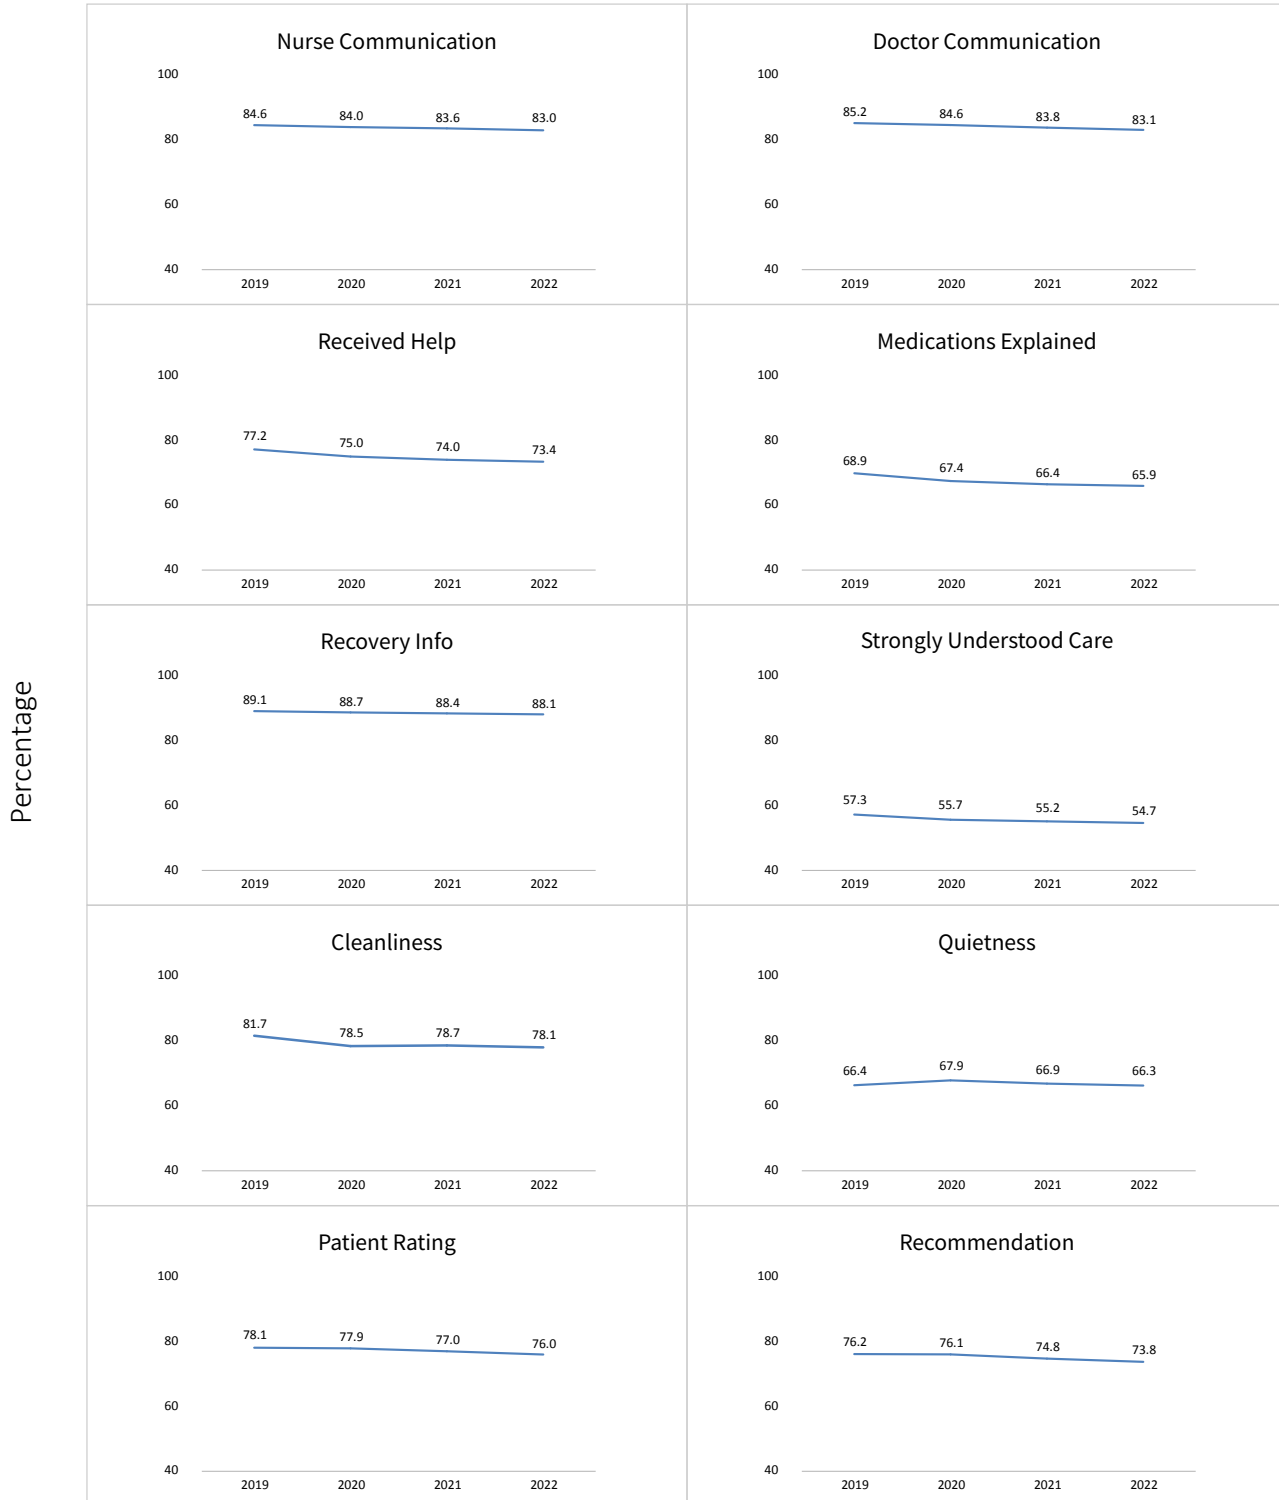 Percentage
Nurse Communication
100
80
60
40
84.6 84.0 83.6 83.0
2019 2020 2021 2022
Doctor Communication
100
80
60
40
85.2 84.6 83.8 83.1
2019 2020 2021 2022
Received Help
100
80
60
40
77.2 75.0 74.0 73.4
2019 2020 2021 2022
Medications Explained
100
80
60
40
68.9 67.4 66.4 65.9
2019 2020 2021 2022
Recovery Info
100
80
60
40
89.1 88.7 88.4 88.1
2019 2020 2021 2022
Strongly Understood Care
100
80
60
40
57.3 55.7 55.2 54.7
2019 2020 2021 2022
Cleanliness
100
80
60
40
81.7 78.5 78.7 78.1
2019 2020 2021 2022
Quietness
100
80
60
40
66.4 67.9 66.9 66.3
2019 2020 2021 2022
Patient Rating
100
80
60
40
78.1 77.9 77.0 76.0
2019 2020 2021 2022
Recommendation
100
80
60
40
76.2 76.1 74.8 73.8
2019 2020 2021 2022